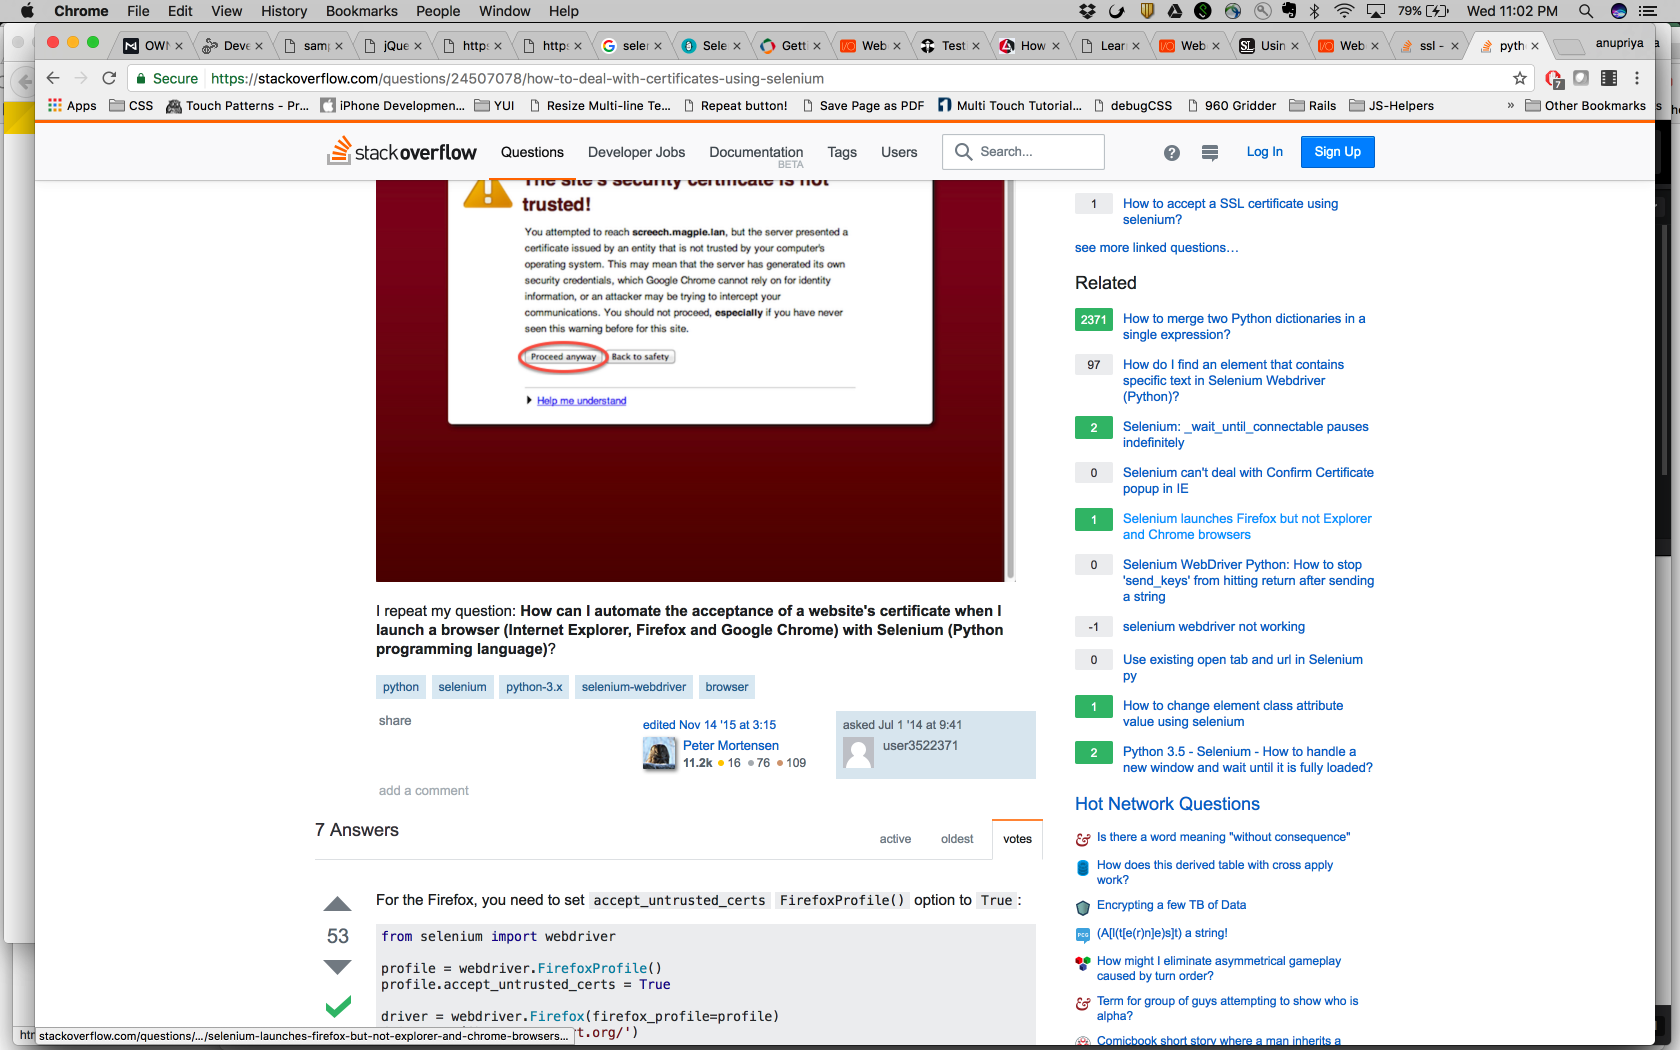 Chrome File Edit View History Bookmarks People Window Help 79% Wed 11:02 PM
OWN Deve sam jQue https https selen Sele Getti Web Test How Lear Web Usin Web ssl - pyth anupriya
Secure https://stackoverflow.com/questions/24507078/how-to-deal-with-certificates-using-selenium
Apps CSS Touch Patterns - Pr... iPhone Developmen... YUI Resize Multi-line Te... Repeat button! Save Page as PDF Multi Touch Tutorial... debugCSS 960 Gridder Rails JS-Helpers » Other Bookmarks
stackoverflow Questions Developer Jobs Documentation BETA Tags Users Search... Log In Sign Up
The site's security certificate is not
trusted!
You attempted to reach screech.magpie.lan, but the server presented a
certificate issued by an entity that is not trusted by your computer's
operating system. This may mean that the server has generated its own
security credentials, which Google Chrome cannot rely on for identity
information, or an attacker may be trying to intercept your
communications. You should not proceed, especially if you have never
seen this warning before for this site.
Proceed anyway Back to safety
Help me understand
I repeat my question: How can I automate the acceptance of a website's certificate when I
launch a browser (Internet Explorer, Firefox and Google Chrome) with Selenium (Python
programming language)?
python selenium python-3.x selenium-webdriver browser
share
edited Nov 14 '15 at 3:15
Peter Mortensen
11.2k 16 76 109
asked Jul 1 '14 at 9:41
user3522371
add a comment
7 Answers
active oldest votes
53
For the Firefox, you need to set accept_untrusted_certs FirefoxProfile() option to True :
from selenium import webdriver
profile = webdriver.FirefoxProfile()
profile.accept_untrusted_certs = True
driver = webdriver.Firefox(firefox_profile=profile)
t.org/')
1 How to accept a SSL certificate using
selenium?
see more linked questions…
Related
2371 How to merge two Python dictionaries in a
single expression?
97 How do I find an element that contains
specific text in Selenium Webdriver
(Python)?
2 Selenium: _wait_until_connectable pauses
indefinitely
0 Selenium can't deal with Confirm Certificate
popup in IE
1 Selenium launches Firefox but not Explorer
and Chrome browsers
0 Selenium WebDriver Python: How to stop
'send_keys' from hitting return after sending
a string
-1 selenium webdriver not working
0 Use existing open tab and url in Selenium
py
1 How to change element class attribute
value using selenium
2 Python 3.5 - Selenium - How to handle a
new window and wait until it is fully loaded?
Hot Network Questions
Is there a word meaning "without consequence"
How does this derived table with cross apply
work?
Encrypting a few TB of Data
(A[l(t[e(r)n]e)s]t) a string!
How might I eliminate asymmetrical gameplay
caused by turn order?
Term for group of guys attempting to show who is
alpha?
Comicbook short story where a man inherits a
stackoverflow.com/questions/.../selenium-launches-firefox-but-not-explorer-and-chrome-browsers...